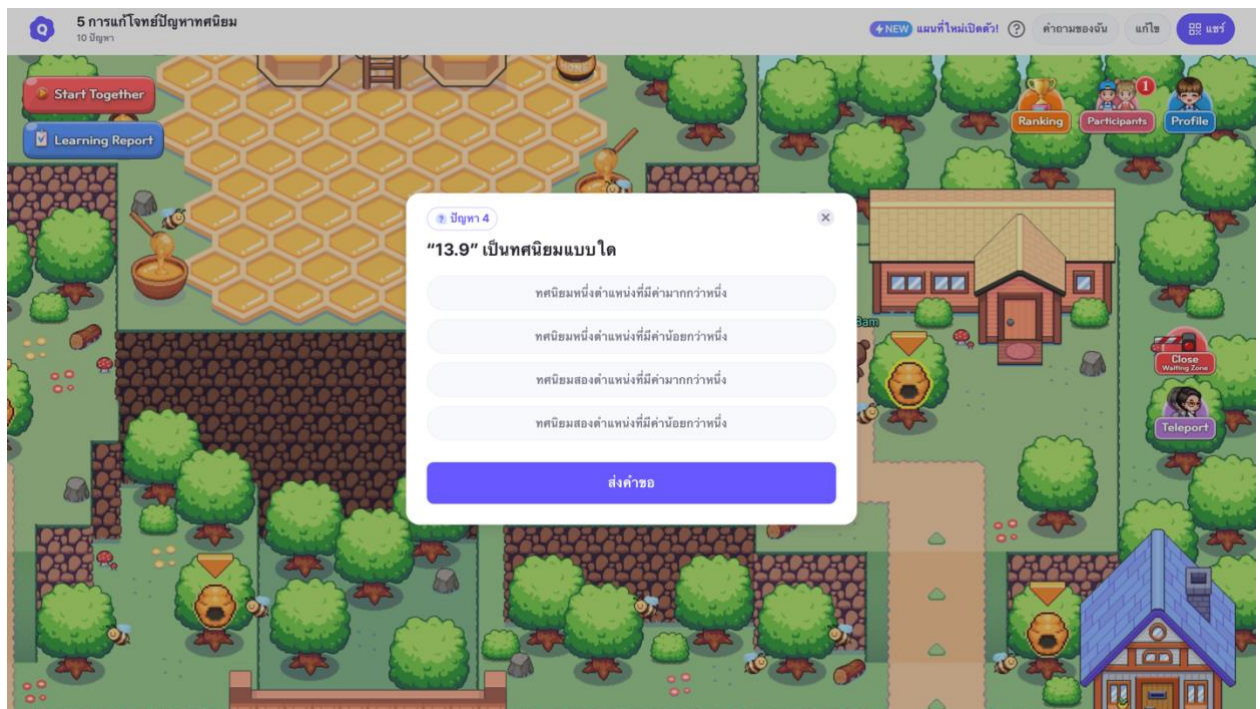 Q
5 การแก้โจทย์ปัญหาทศนิยม
10 ปัญหา
NEW แผนที่ใหม่เปิดตัว! ?
คำถามของฉัน
แก้ไข
แชร์
Start Together
Learning Report
Ranking
Participants
1
Profile
HONEY
? ปัญหา 4
“13.9” เป็นทศนิยมแบบใด
ทศนิยมหนึ่งตำแหน่งที่มีค่ามากกว่าหนึ่ง
ทศนิยมหนึ่งตำแหน่งที่มีค่าน้อยกว่าหนึ่ง
ทศนิยมสองตำแหน่งที่มีค่ามากกว่าหนึ่ง
ทศนิยมสองตำแหน่งที่มีค่าน้อยกว่าหนึ่ง
ส่งคำขอ
Bam
Close
Waiting Zone
Teleport